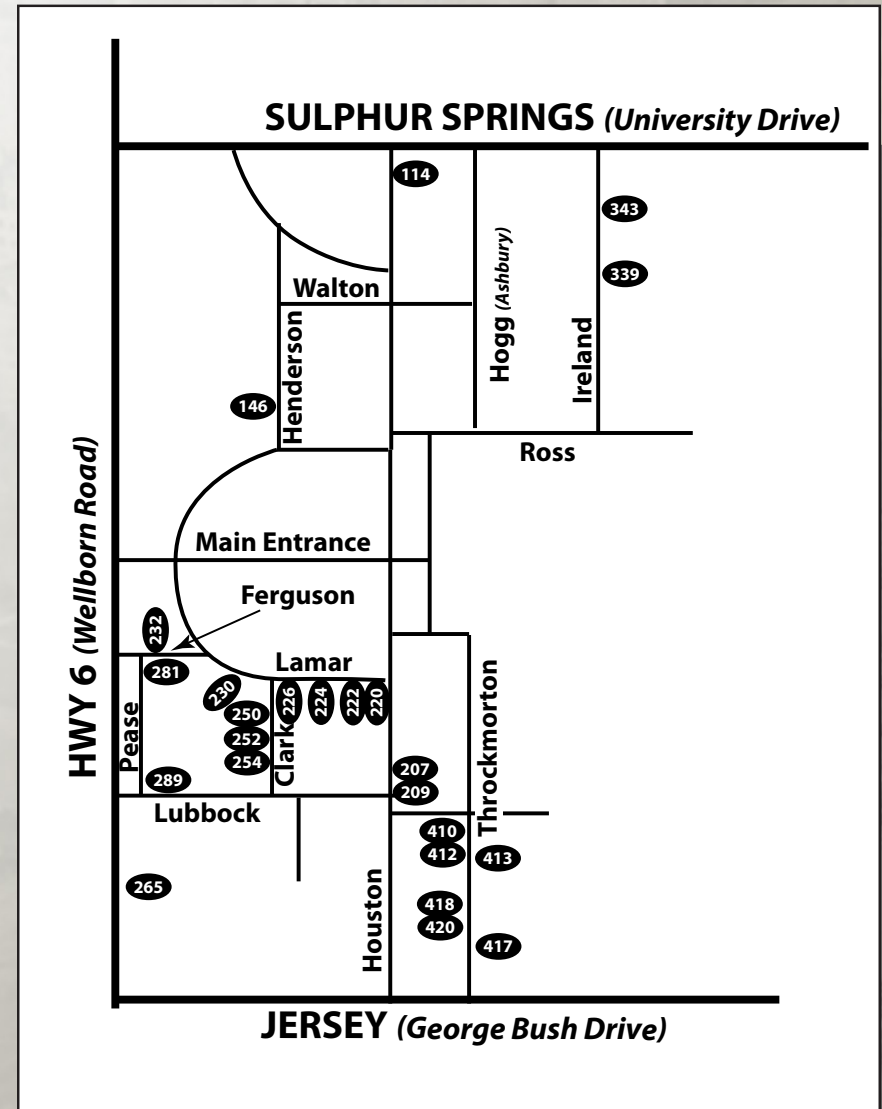 SULPHUR SPRINGS (University Drive)
114
343
339
Walton
Hogg (Ashbury)
Ireland
Henderson
146
Ross
HWY 6 (Wellborn Road)
Main Entrance
Ferguson
232
Lamar
281
230
226
224
222
220
250
252
254
Pease
Clark
289
Throckmorton
207
209
Lubbock
410
412
413
265
418
420
Houston
417
JERSEY (George Bush Drive)